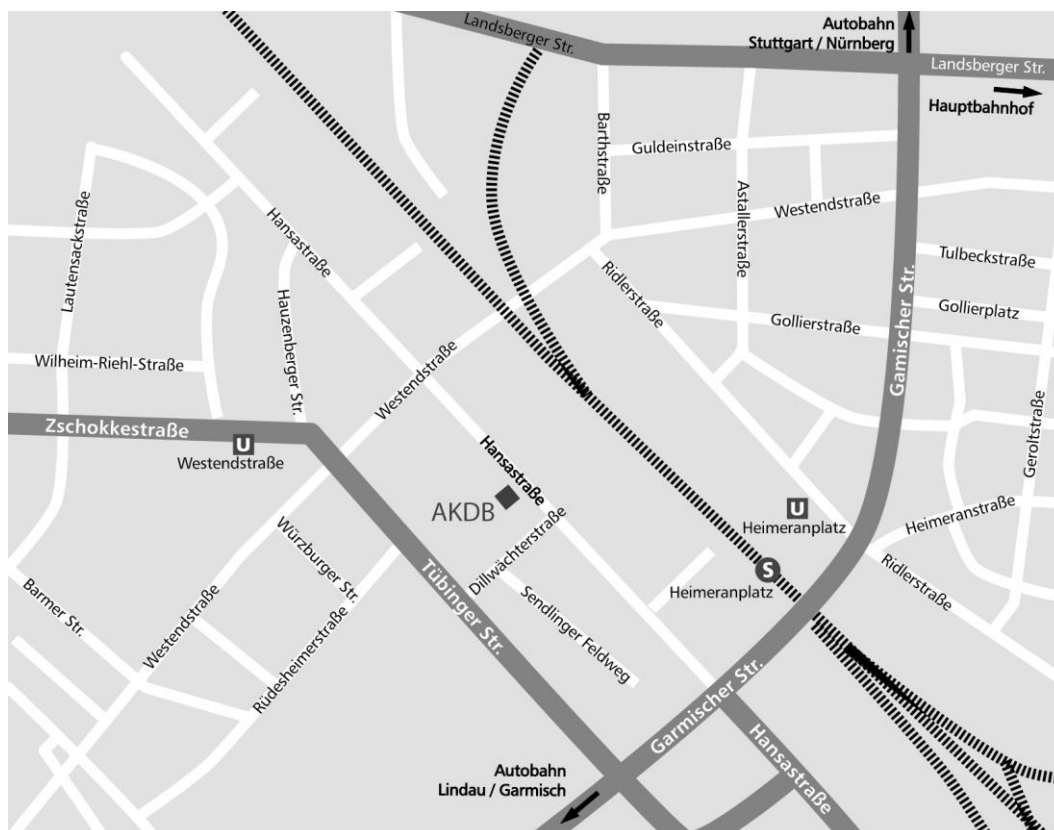 Landsberger Str.
Autobahn
Stuttgart / Nürnberg
Landsberger Str.
Hauptbahnhof
Barthstraße
Guldeinstraße
Astallerstraße
Westendstraße
Lautensackstraße
Hansastraße
Ridlerstraße
Tulbeckstraße
Gamischer Str.
Gollierplatz
Gollierstraße
Hauzenberger Str.
Wilheim-Riehl-Straße
Westendstraße
Zschokkestraße
U
Westendstraße
Geroltstraße
Hansastraße
AKDB
U
Heimeranplatz
Heimeranstraße
Dillwächterstraße
Würzburger Str.
S
Heimeranplatz
Ridlerstraße
Barmer Str.
Westendstraße
Tübinger Str.
Sendlinger Feldweg
Rüdesheimerstraße
Garmischer Str.
Hansastraße
Autobahn
Lindau / Garmisch